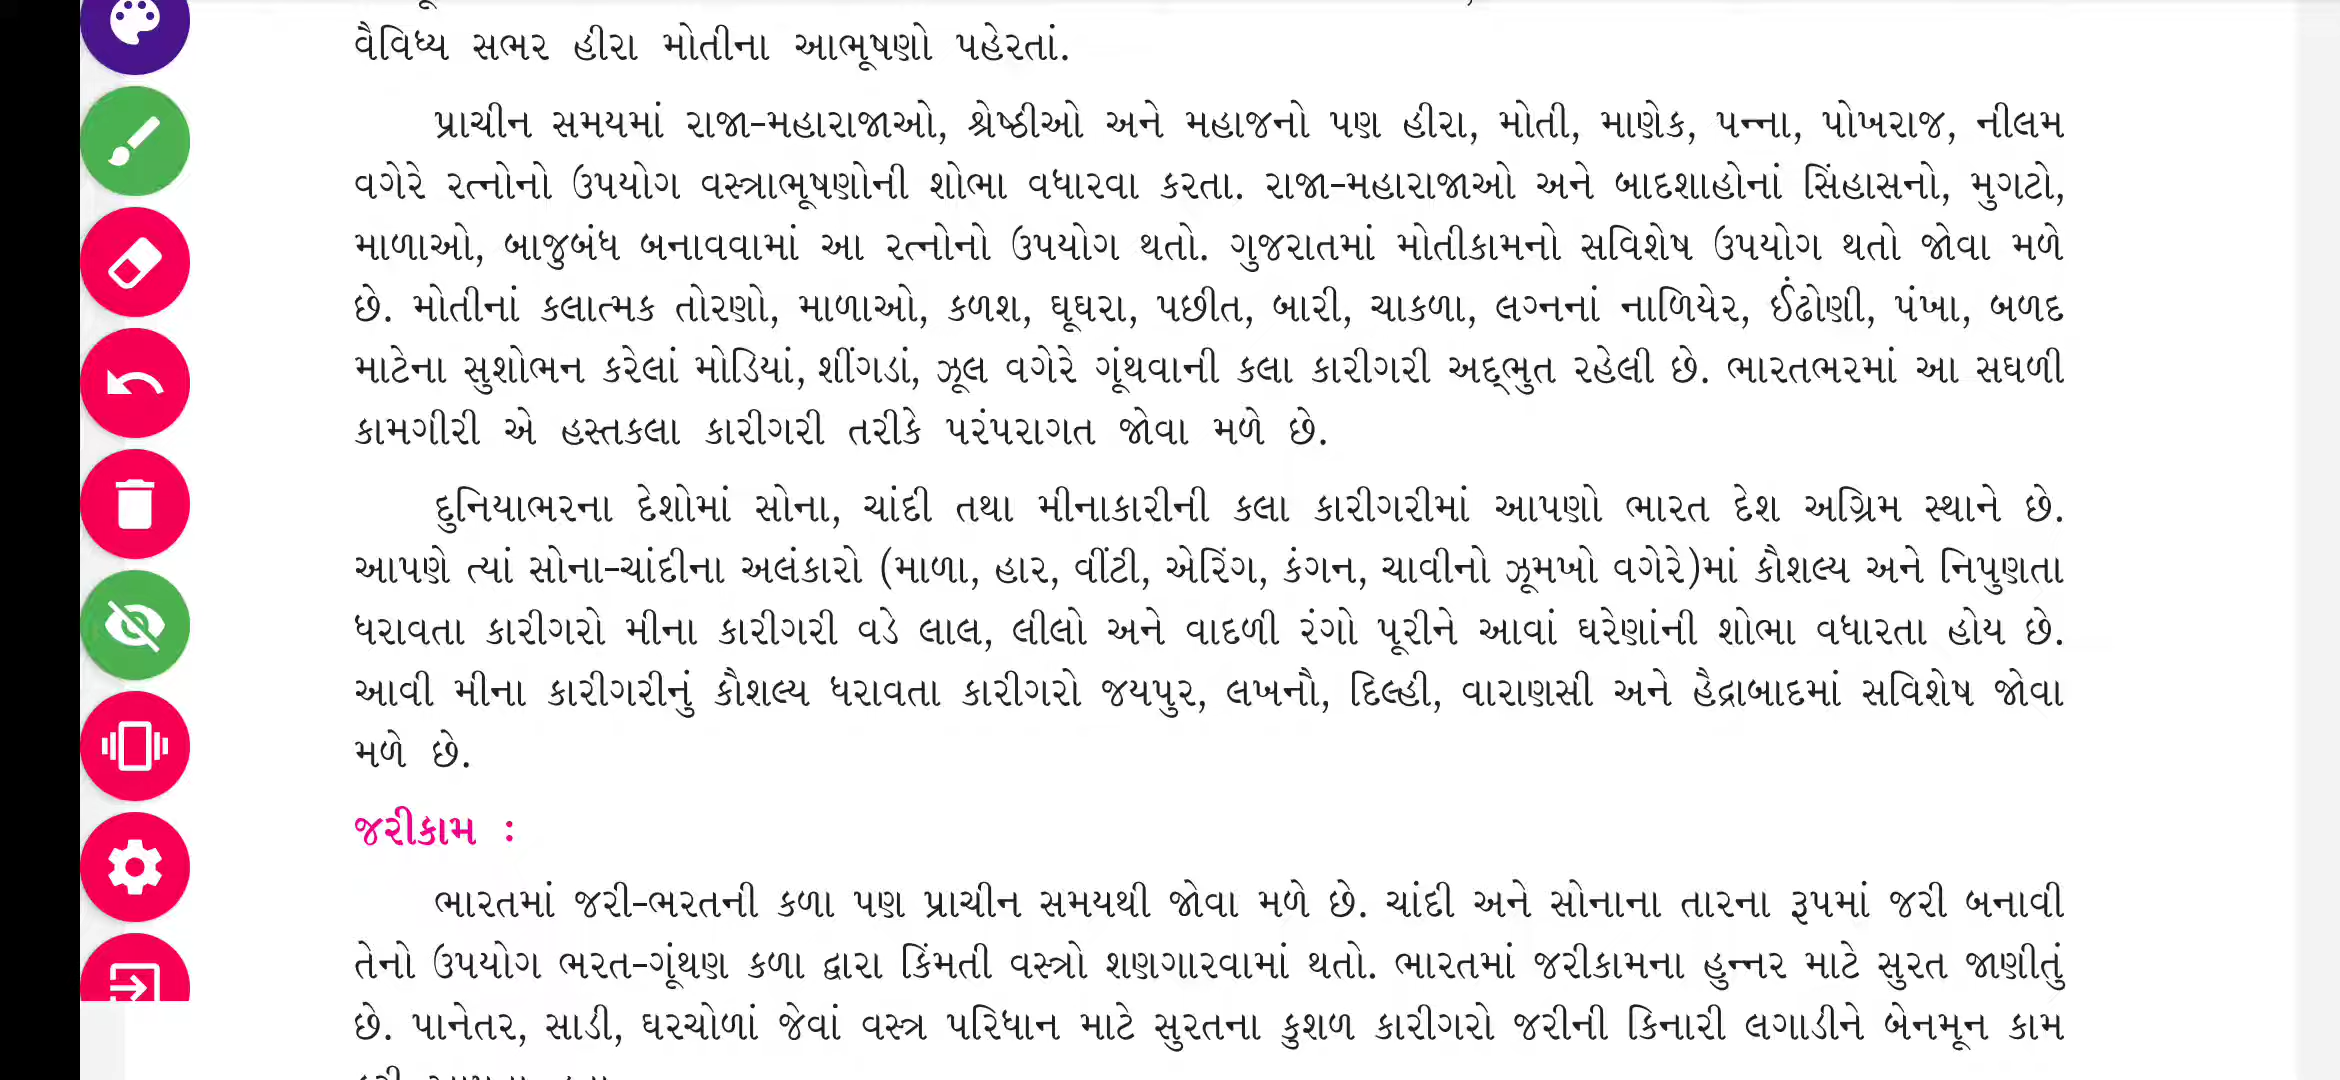 વૈવિધ્ય સભર હીરા મોતીના આભૂષણો પહેરતાં.
પ્રાચીન સમયમાં રાજા-મહારાજાઓ, શ્રેષ્ઠીઓ અને મહાજનો પણ હીરા, મોતી, માણેક, પન્ના, પોખરાજ, નીલમ
વગેરે રત્નોનો ઉપયોગ વસ્ત્રાભૂષણોની શોભા વધારવા કરતા. રાજા-મહારાજાઓ અને બાદશાહોનાં સિંહાસનો, મુગટો,
માળાઓ, બાજુબંધ બનાવવામાં આ રત્નોનો ઉપયોગ થતો. ગુજરાતમાં મોતીકામનો સવિશેષ ઉપયોગ થતો જોવા મળે
છે. મોતીનાં કલાત્મક તોરણો, માળાઓ, કળશ, ઘૂઘરા, પછીત, બારી, ચાકળા, લગ્નનાં નાળિયેર, ઈંઢોણી, પંખા, બળદ
માટેના સુશોભન કરેલાં મોડિયાં, શીંગડાં, ઝૂલ વગેરે ગૂંથવાની કલા કારીગરી અદ્ભુત રહેલી છે. ભારતભરમાં આ સઘળી
કામગીરી એ હસ્તકલા કારીગરી તરીકે પરંપરાગત જોવા મળે છે.
દુનિયાભરના દેશોમાં સોના, ચાંદી તથા મીનાકારીની કલા કારીગરીમાં આપણો ભારત દેશ અગ્રિમ સ્થાને છે.
આપણે ત્યાં સોના-ચાંદીના અલંકારો (માળા, હાર, વીંટી, એરિંગ, કંગન, ચાવીનો ઝૂમખો વગેરે)માં કૌશલ્ય અને નિપુણતા
ધરાવતા કારીગરો મીના કારીગરી વડે લાલ, લીલો અને વાદળી રંગો પૂરીને આવાં ઘરેણાંની શોભા વધારતા હોય છે.
આવી મીના કારીગરીનું કૌશલ્ય ધરાવતા કારીગરો જયપુર, લખનૌ, દિલ્હી, વારાણસી અને હૈદ્રાબાદમાં સવિશેષ જોવા
મળે છે.
જરીકામ :
ભારતમાં જરી-ભરતની કળા પણ પ્રાચીન સમયથી જોવા મળે છે. ચાંદી અને સોનાના તારના રૂપમાં જરી બનાવી
તેનો ઉપયોગ ભરત-ગૂંથણ કળા દ્વારા કિંમતી વસ્ત્રો શણગારવામાં થતો. ભારતમાં જરીકામના હુન્નર માટે સુરત જાણીતું
છે. પાનેતર, સાડી, ઘરચોળાં જેવાં વસ્ત્ર પરિધાન માટે સુરતના કુશળ કારીગરો જરીની કિનારી લગાડીને બેનમૂન કામ